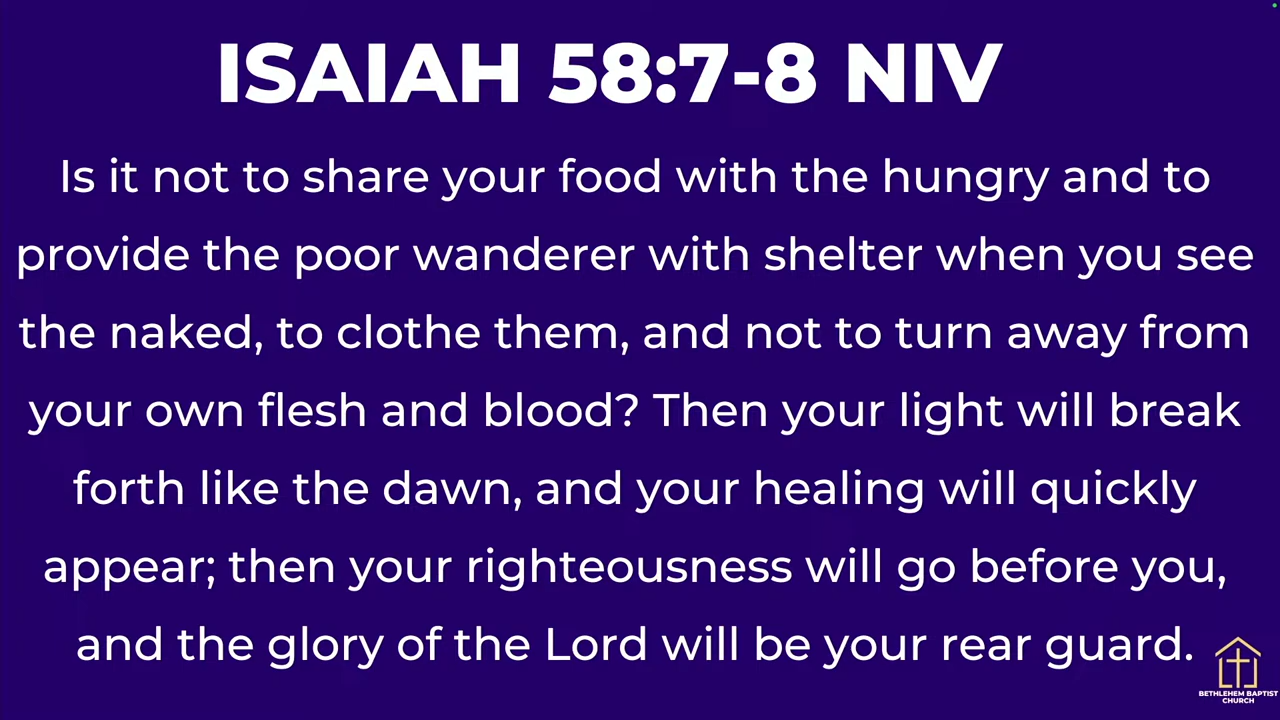 ISAIAH 58:7-8 NIV
Is it not to share your food with the hungry and to
provide the poor wanderer with shelter when you see
the naked, to clothe them, and not to turn away from
your own flesh and blood? Then your light will break
forth like the dawn, and your healing will quickly
appear; then your righteousness will go before you,
and the glory of the Lord will be your rear guard.
BETHLEHEM BAPTIST
CHURCH